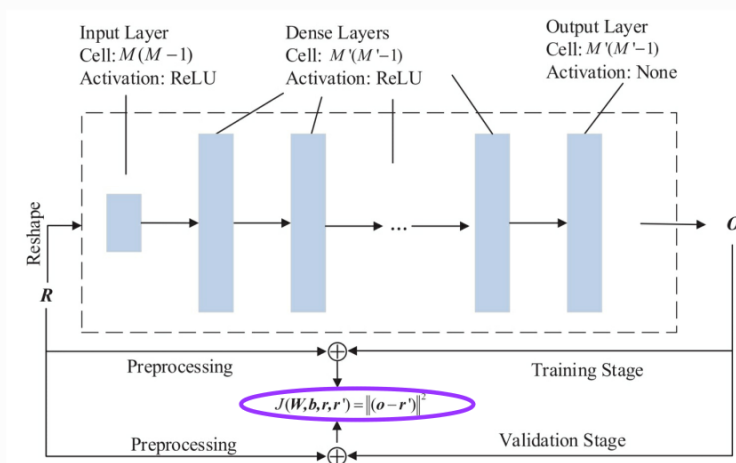 Input Layer
Cell: M(M−1)
Activation: ReLU
Dense Layers
Cell: M'(M'−1)
Activation: ReLU
Output Layer
Cell: M'(M'−1)
Activation: None
Reshape
R
...
O
Preprocessing
Training Stage
J(W,b,r,r')=‖(o−r')‖²
Preprocessing
Validation Stage